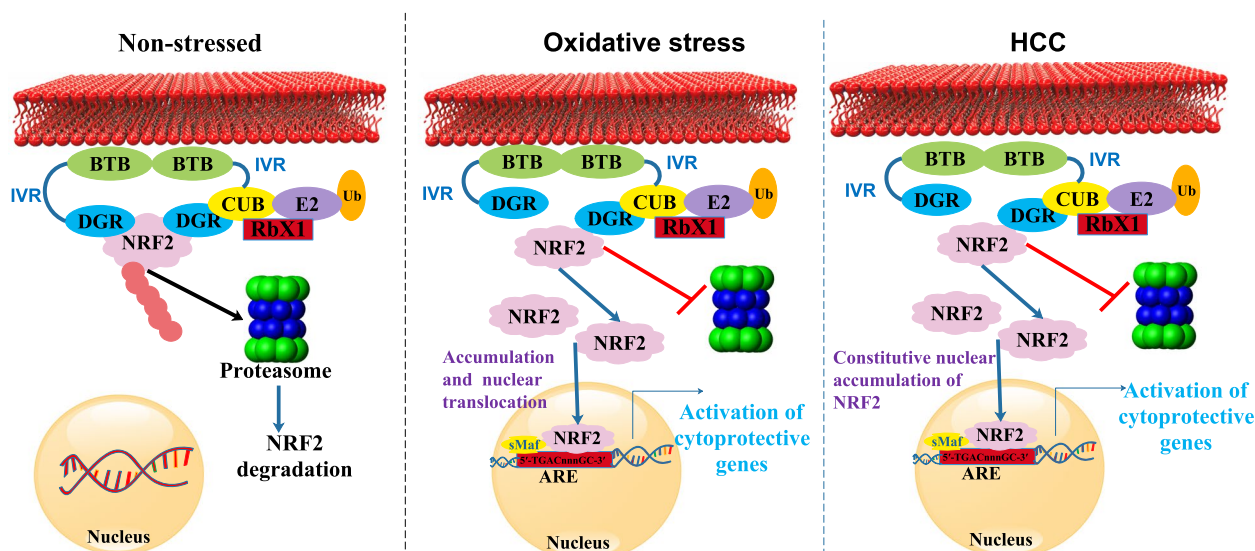 Non-stressed
BTB
BTB
IVR
IVR
DGR
DGR
CUB
E2
Ub
RbX1
NRF2
Proteasome
NRF2
degradation
Nucleus
Oxidative stress
BTB
BTB
IVR
IVR
DGR
DGR
CUB
E2
Ub
RbX1
NRF2
NRF2
NRF2
Accumulation
and nuclear
translocation
Activation of
cytoprotective
genes
sMaf
NRF2
5'-TGACnnnGC-3'
ARE
Nucleus
HCC
BTB
BTB
IVR
IVR
DGR
DGR
CUB
E2
Ub
RbX1
NRF2
NRF2
NRF2
Constitutive nuclear
accumulation of
NRF2
Activation of
cytoprotective
genes
sMaf
NRF2
5'-TGACnnnGC-3'
ARE
Nucleus